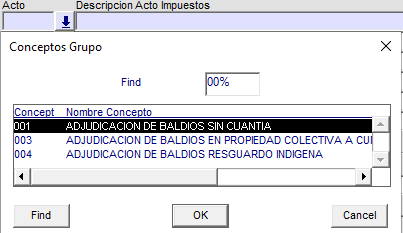 Acto Descripcion Acto Impuestos
Conceptos Grupo
Find 00%
Concept Nombre Concepto
001 ADJUDICACION DE BALDIOS SIN CUANTIA
003 ADJUDICACION DE BALDIOS EN PROPIEDAD COLECTIVA A
004 ADJUDICACION DE BALDIOS RESGUARDO INDIGENA
Find OK Cancel